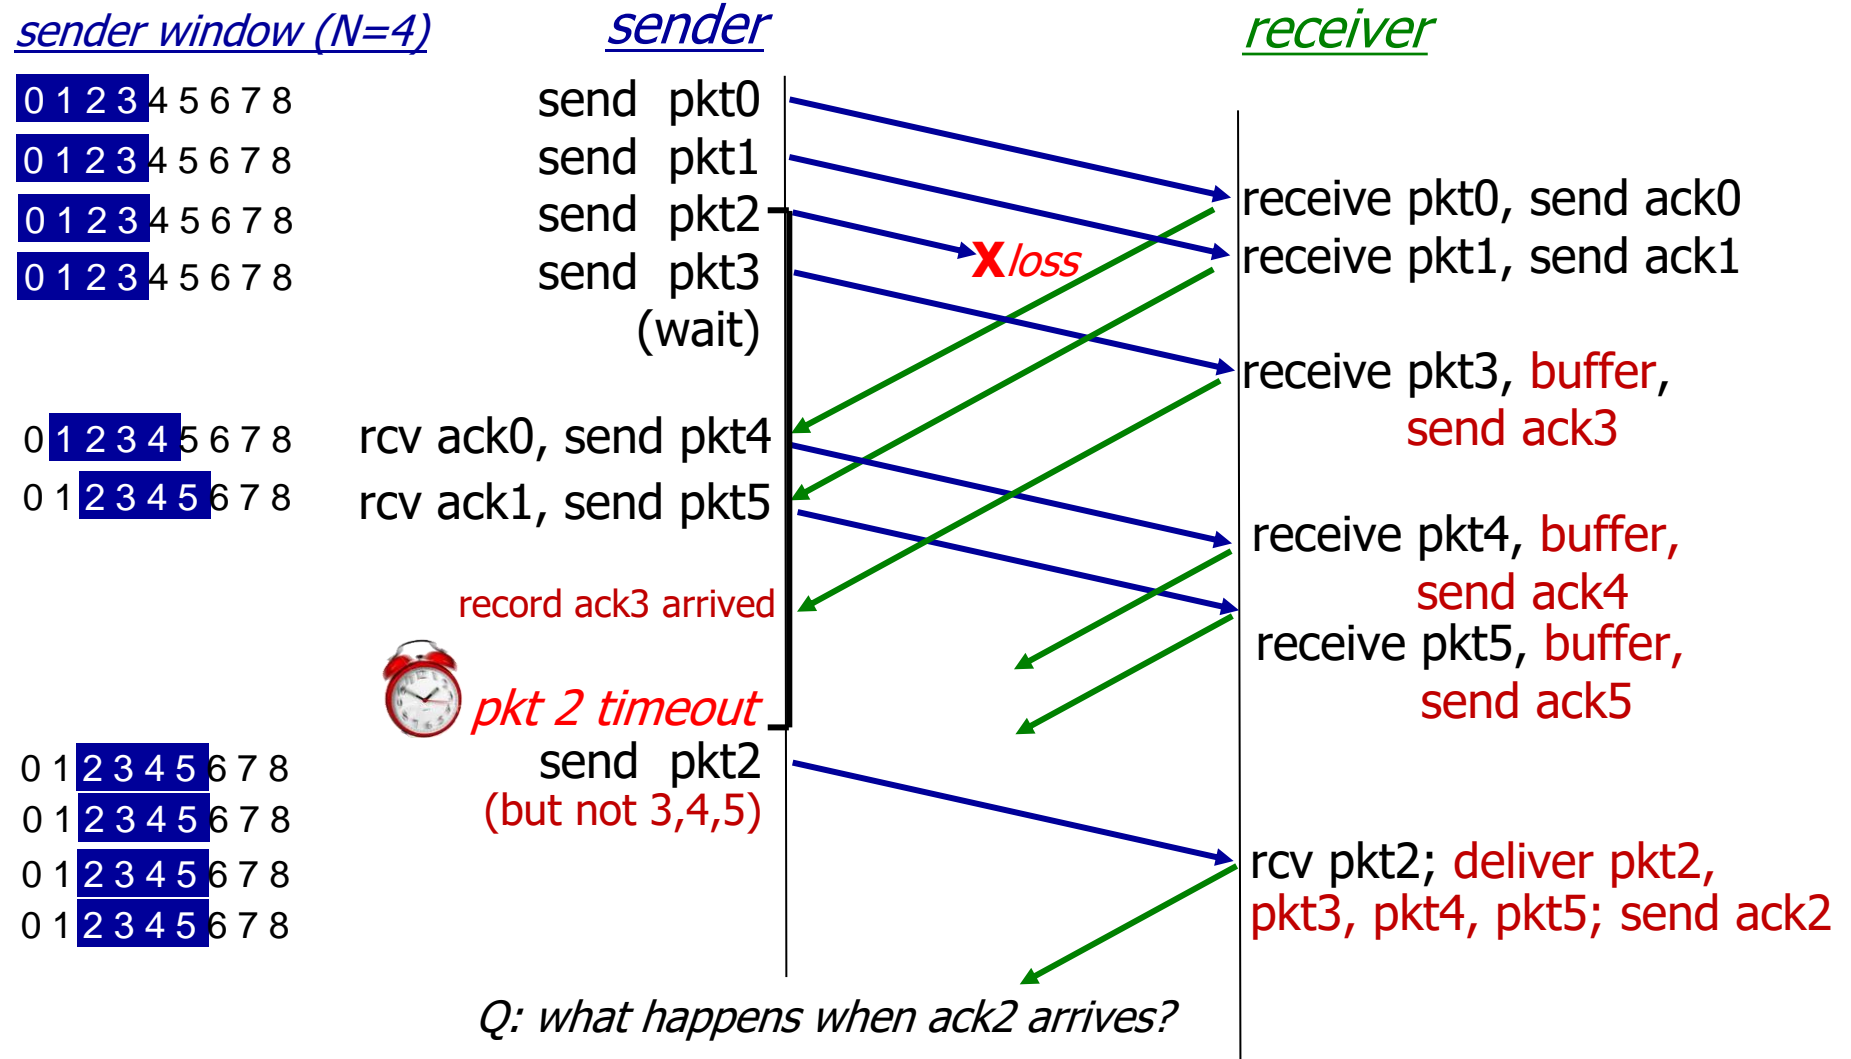 sender window (N=4)
sender
receiver
0 1 2 3 4 5 6 7 8
send pkt0
0 1 2 3 4 5 6 7 8
send pkt1
0 1 2 3 4 5 6 7 8
send pkt2
0 1 2 3 4 5 6 7 8
send pkt3
(wait)
X loss
receive pkt0, send ack0
receive pkt1, send ack1
receive pkt3, buffer,
send ack3
0 1 2 3 4 5 6 7 8
rcv ack0, send pkt4
0 1 2 3 4 5 6 7 8
rcv ack1, send pkt5
receive pkt4, buffer,
send ack4
record ack3 arrived
receive pkt5, buffer,
send ack5
pkt 2 timeout
0 1 2 3 4 5 6 7 8
send pkt2
0 1 2 3 4 5 6 7 8
(but not 3,4,5)
0 1 2 3 4 5 6 7 8
rcv pkt2; deliver pkt2,
0 1 2 3 4 5 6 7 8
pkt3, pkt4, pkt5; send ack2
Q: what happens when ack2 arrives?